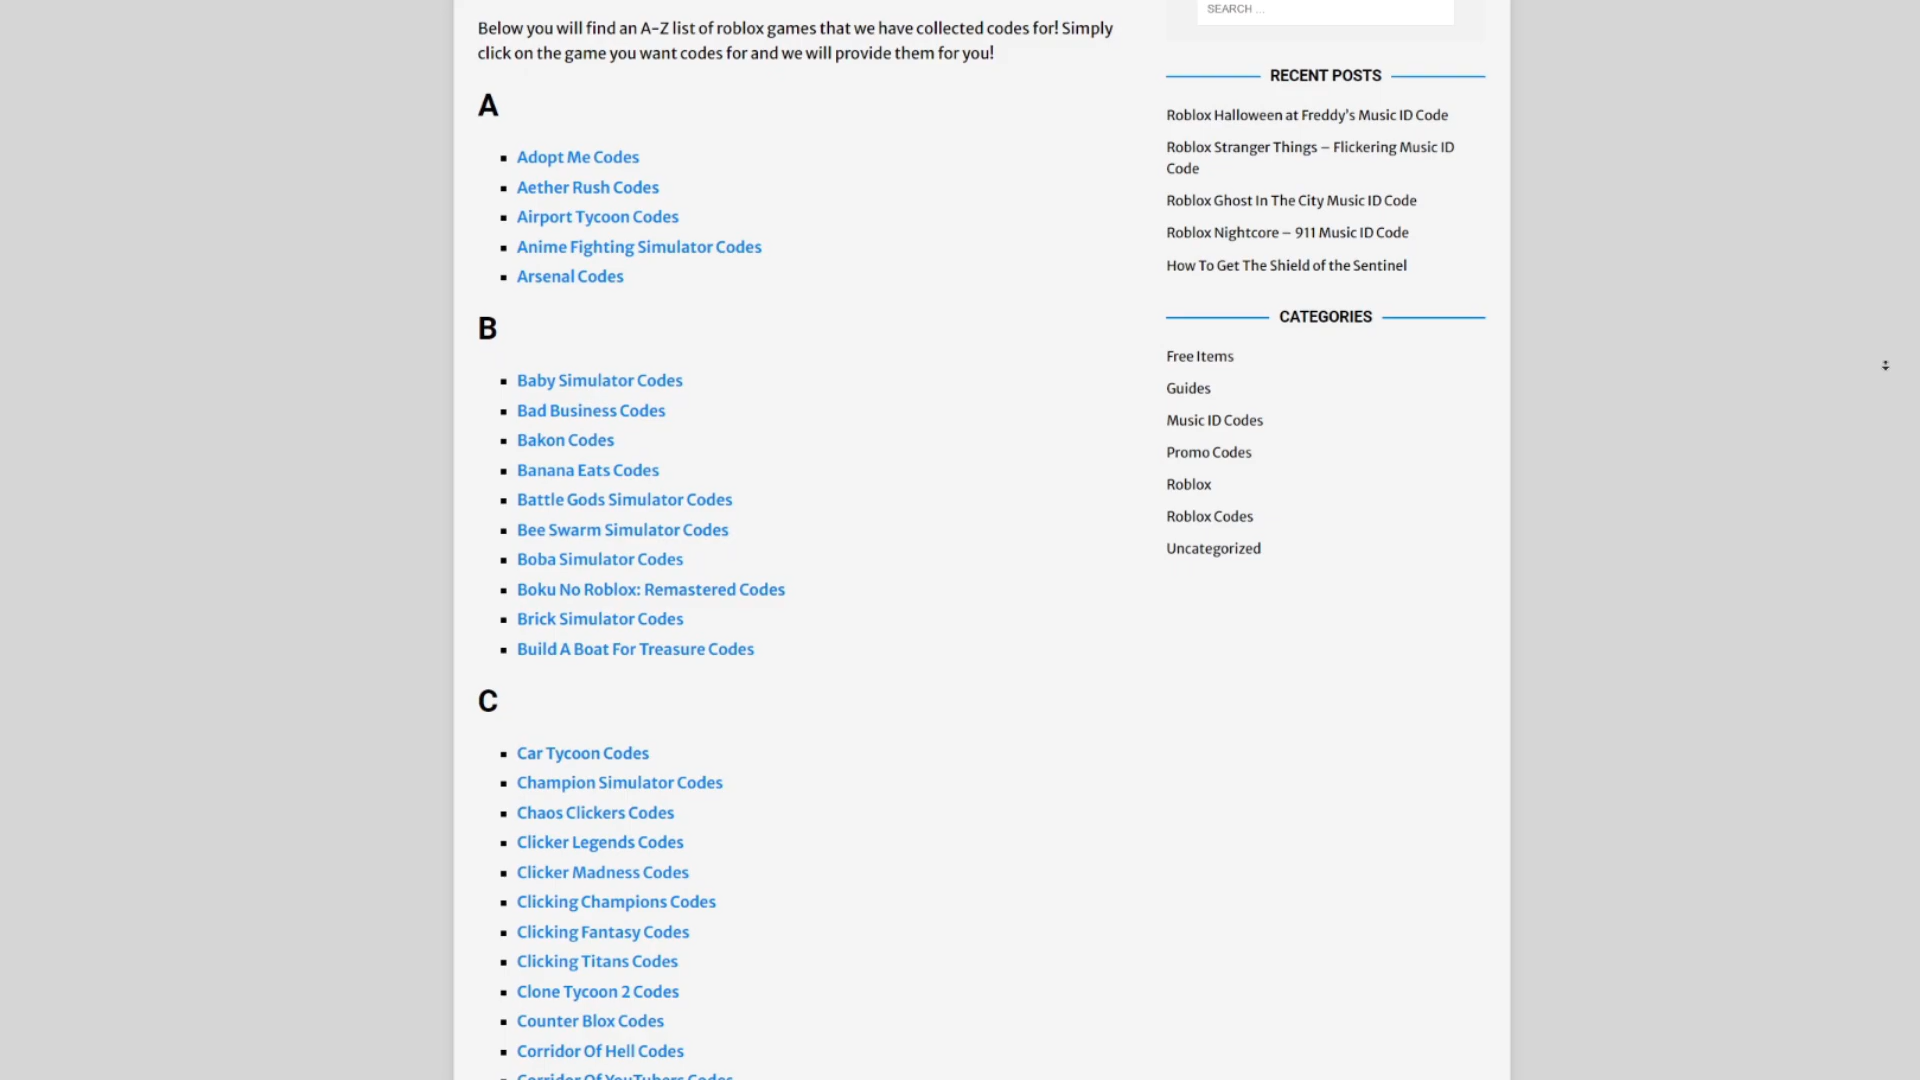 Below you will find an A-Z list of roblox games that we have collected codes for! Simply
click on the game you want codes for and we will provide them for you!
A
Adopt Me Codes
Aether Rush Codes
Airport Tycoon Codes
Anime Fighting Simulator Codes
Arsenal Codes
B
Baby Simulator Codes
Bad Business Codes
Bakon Codes
Banana Eats Codes
Battle Gods Simulator Codes
Bee Swarm Simulator Codes
Boba Simulator Codes
Boku No Roblox: Remastered Codes
Brick Simulator Codes
Build A Boat For Treasure Codes
C
Car Tycoon Codes
Champion Simulator Codes
Chaos Clickers Codes
Clicker Legends Codes
Clicker Madness Codes
Clicking Champions Codes
Clicking Fantasy Codes
Clicking Titans Codes
Clone Tycoon 2 Codes
Counter Blox Codes
Corridor Of Hell Codes
Corridor Of YouTubers Codes
SEARCH ...
RECENT POSTS
Roblox Halloween at Freddy's Music ID Code
Roblox Stranger Things – Flickering Music ID
Code
Roblox Ghost In The City Music ID Code
Roblox Nightcore – 911 Music ID Code
How To Get The Shield of the Sentinel
CATEGORIES
Free Items
Guides
Music ID Codes
Promo Codes
Roblox
Roblox Codes
Uncategorized